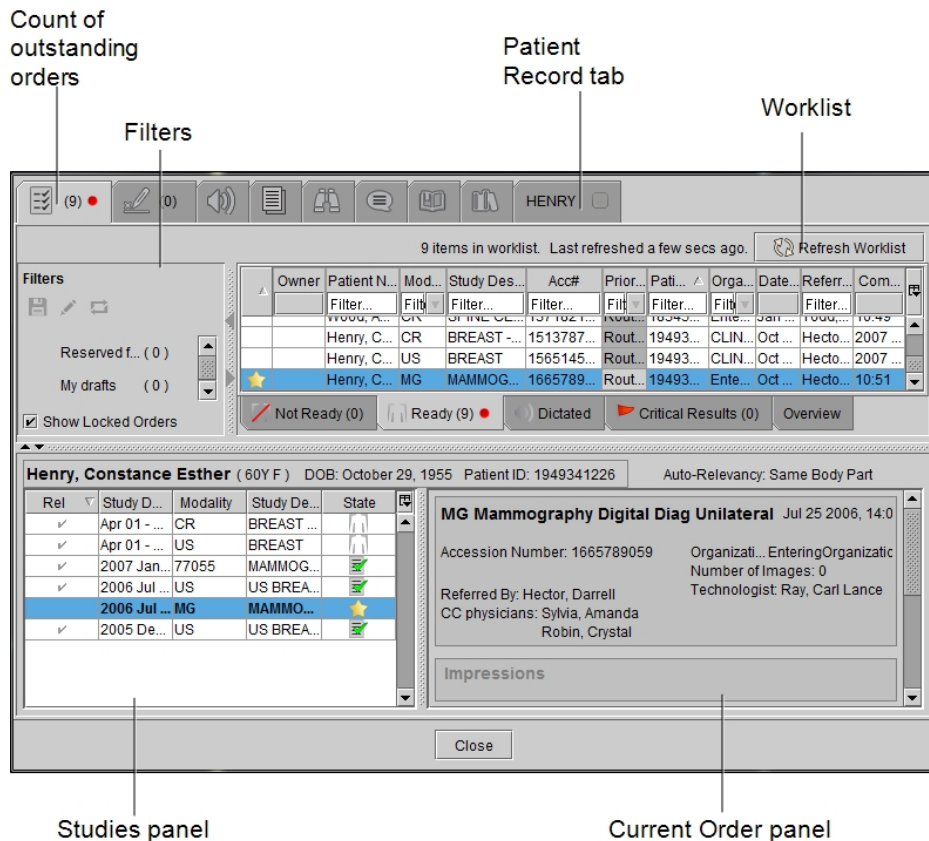 Count of
outstanding
orders
Patient
Record tab
Worklist
Filters
(9) (0) HENRY
9 items in worklist. Last refreshed a few secs ago. Refresh Worklist
Filters
Reserved f... ( 0 )
My drafts ( 0 )
Show Locked Orders
Owner Patient N... Mod... Study Des... Acc# Prior... Pati... Orga... Date... Referr... Com...
Filter... Filt Filter... Filter... Filt Filter... Filt Filter...
Henry, C... CR BREAST -... 1513787... Rout... 19493... CLIN... Oct ... Hecto... 2007 ...
Henry, C... US BREAST 1565145... Rout... 19493... CLIN... Oct ... Hecto... 2007 ...
Henry, C... MG MAMMOG... 1665789... Rout... 19493... Ente... Oct ... Hecto... 10:51
Not Ready (0) Ready (9) Dictated Critical Results (0) Overview
Henry, Constance Esther ( 60Y F ) DOB: October 29, 1955 Patient ID: 1949341226 Auto-Relevancy: Same Body Part
Rel Study D... Modality Study De... State
Apr 01 - ... CR BREAST ...
Apr 01 - ... US BREAST
2007 Jan... 77055 MAMMOG...
2006 Jul ... US US BREA...
2006 Jul ... MG MAMMO...
2005 De... US US BREA...
MG Mammography Digital Diag Unilateral Jul 25 2006, 14:0
Accession Number: 1665789059
Referred By: Hector, Darrell
CC physicians: Sylvia, Amanda
Robin, Crystal
Organizati... EnteringOrganizatic
Number of Images: 0
Technologist: Ray, Carl Lance
Impressions
Close
Studies panel
Current Order panel